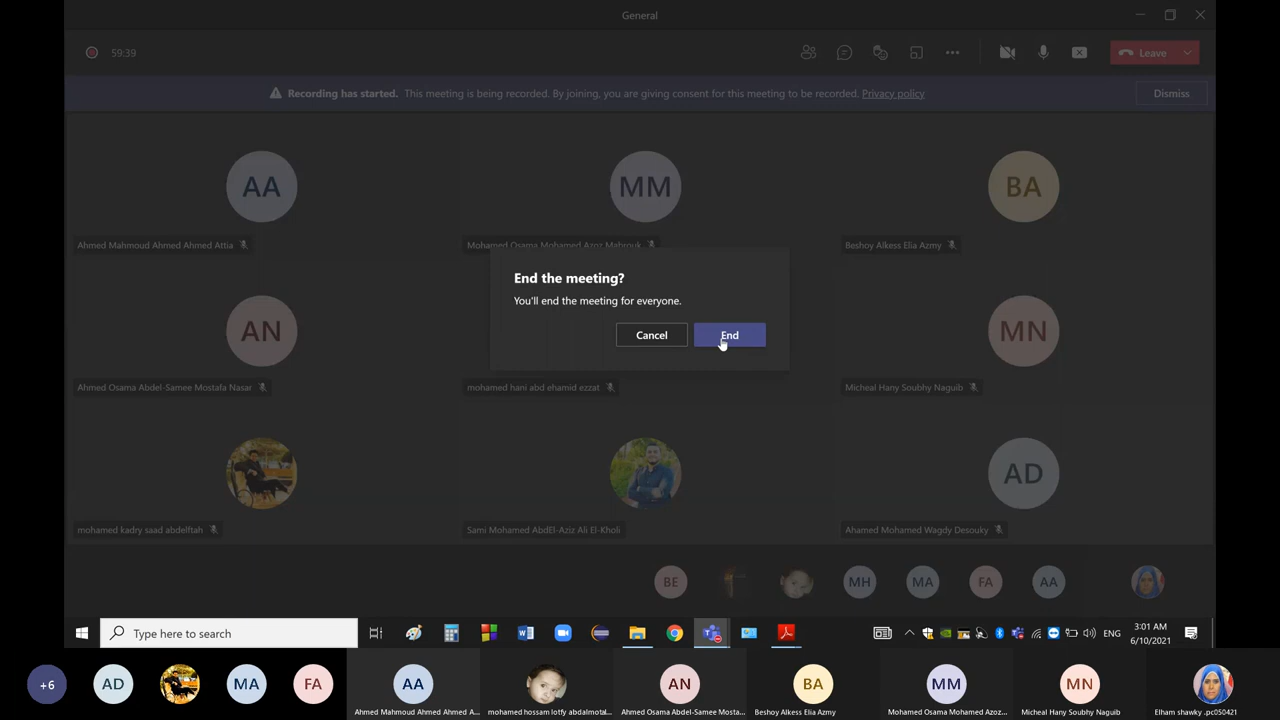 General
59:39
Leave
Recording has started. This meeting is being recorded. By joining, you are giving consent for this meeting to be recorded. Privacy policy
Dismiss
AA
MM
BA
Ahmed Mahmoud Ahmed Ahmed Attia
Mohamed Osama Mohamed Azoz Mabrouk
Beshoy Alkess Elia Azmy
End the meeting?
You'll end the meeting for everyone.
Cancel
End
AN
MN
Ahmed Osama Abdel-Samee Mostafa Nasar
mohamed hani abd ehamid ezzat
Micheal Hany Soubhy Naguib
AD
mohamed kadry saad abdelftah
Sami Mohamed AbdEl-Aziz Ali El-Kholi
Ahamed Mohamed Wagdy Desouky
BE
MH
MA
FA
AA
Type here to search
ENG
3:01 AM
6/10/2021
+6
AD
MA
FA
AA
AN
BA
MM
MN
Ahmed Mahmoud Ahmed Ahmed A...
mohamed hossam lotfy abdalmotal...
Ahmed Osama Abdel-Samee Mosta...
Beshoy Alkess Elia Azmy
Mohamed Osama Mohamed Azoz...
Micheal Hany Soubhy Naguib
Elham shawky .pc050421